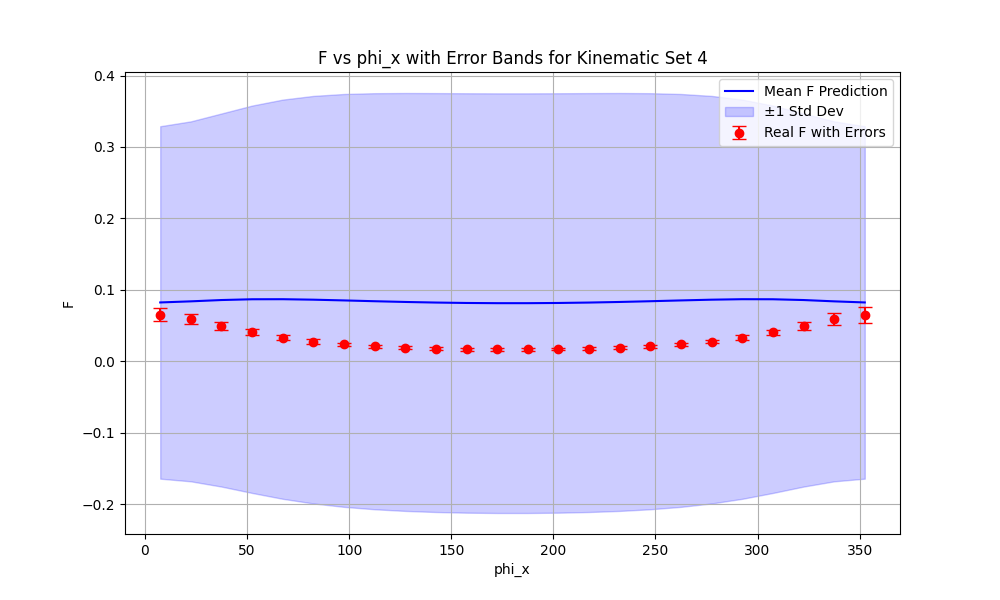 F vs phi_x with Error Bands for Kinematic Set 4
Mean F Prediction
±1 Std Dev
Real F with Errors
0.4
0.3
0.2
0.1
0.0
−0.1
−0.2
F
0 50 100 150 200 250 300 350
phi_x